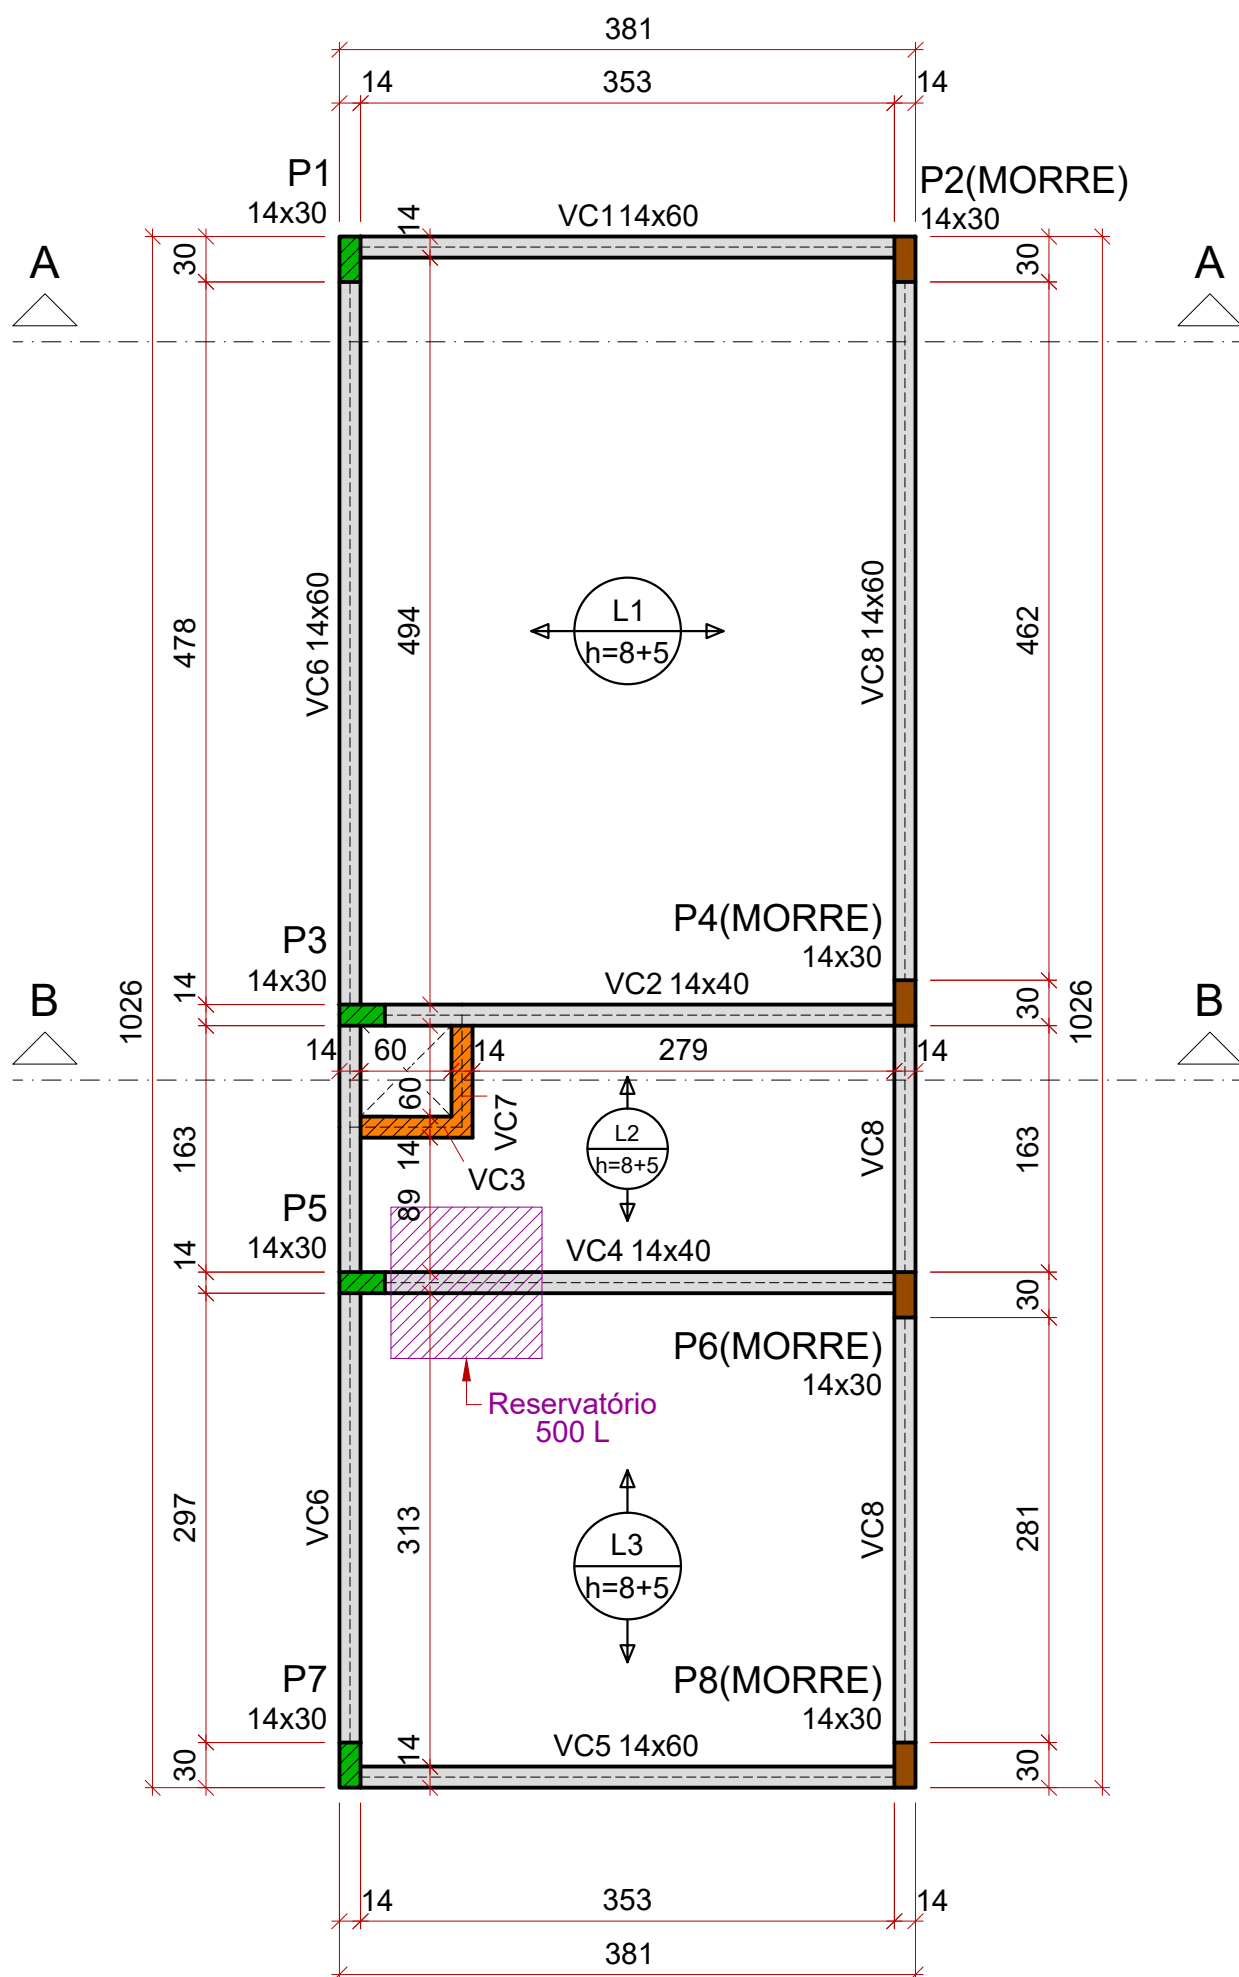 381
14
353
14
P1
14x30
14
VC114x60
P2(MORRE)
14x30
30
30
A
A
478
VC6 14x60
494
L1
h=8+5
VC8 14x60
462
P4(MORRE)
14x30
P3
14x30
VC2 14x40
14
30
B
B
1026
1026
14
60
14
279
14
60
VC7
14
VC3
163
L2
h=8+5
VC8
163
89
P5
14x30
VC4 14x40
14
30
P6(MORRE)
14x30
Reservatório
500 L
297
VC6
313
L3
h=8+5
VC8
281
P7
14x30
P8(MORRE)
14x30
14
VC5 14x60
30
30
14
353
14
381